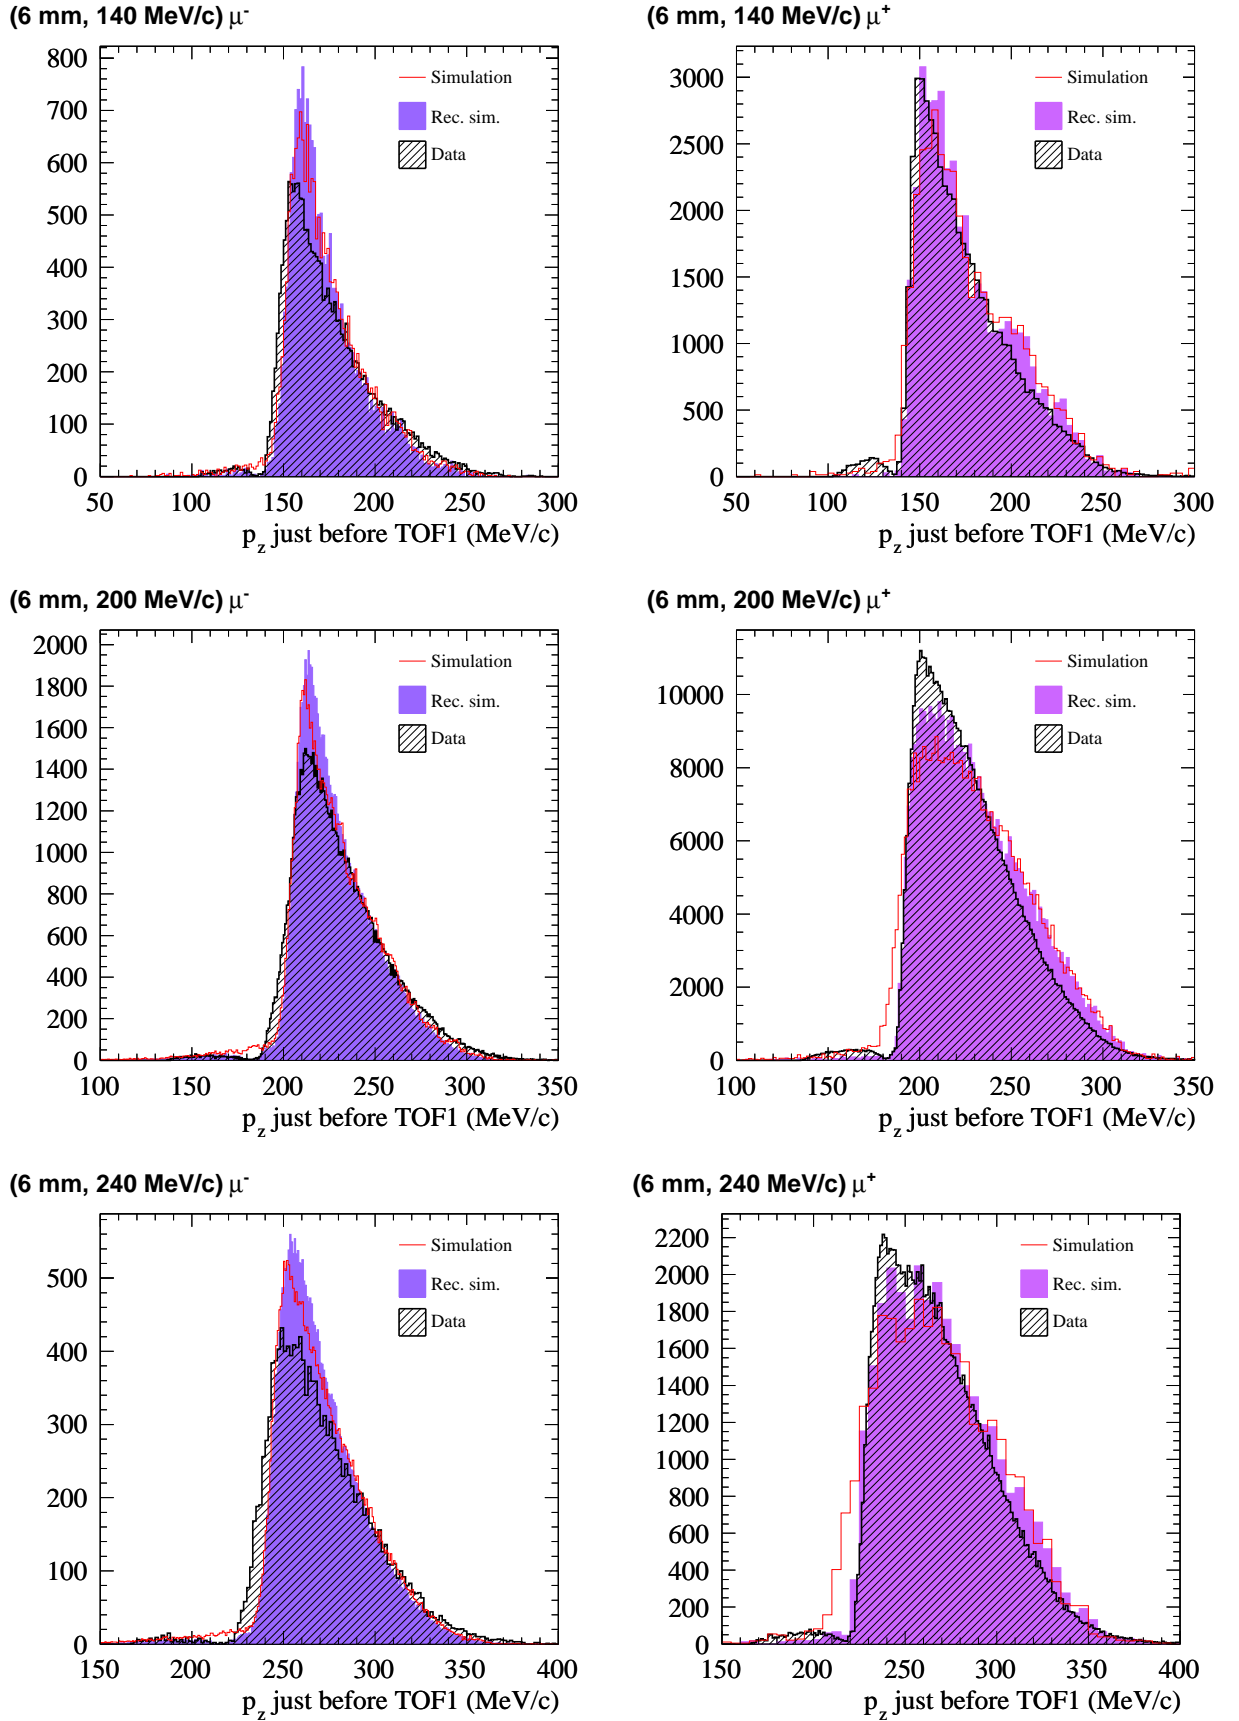 (6 mm, 140 MeV/c) μ-
800
700
600
500
400
300
200
100
0
50 100 150 200 250 300
p_z just before TOF1 (MeV/c)
Simulation
Rec. sim.
Data
(6 mm, 140 MeV/c) μ+
3000
2500
2000
1500
1000
500
0
50 100 150 200 250 300
p_z just before TOF1 (MeV/c)
Simulation
Rec. sim.
Data
(6 mm, 200 MeV/c) μ-
2000
1800
1600
1400
1200
1000
800
600
400
200
0
100 150 200 250 300 350
p_z just before TOF1 (MeV/c)
Simulation
Rec. sim.
Data
(6 mm, 200 MeV/c) μ+
10000
8000
6000
4000
2000
0
100 150 200 250 300 350
p_z just before TOF1 (MeV/c)
Simulation
Rec. sim.
Data
(6 mm, 240 MeV/c) μ-
500
400
300
200
100
0
150 200 250 300 350 400
p_z just before TOF1 (MeV/c)
Simulation
Rec. sim.
Data
(6 mm, 240 MeV/c) μ+
2200
2000
1800
1600
1400
1200
1000
800
600
400
200
0
150 200 250 300 350 400
p_z just before TOF1 (MeV/c)
Simulation
Rec. sim.
Data